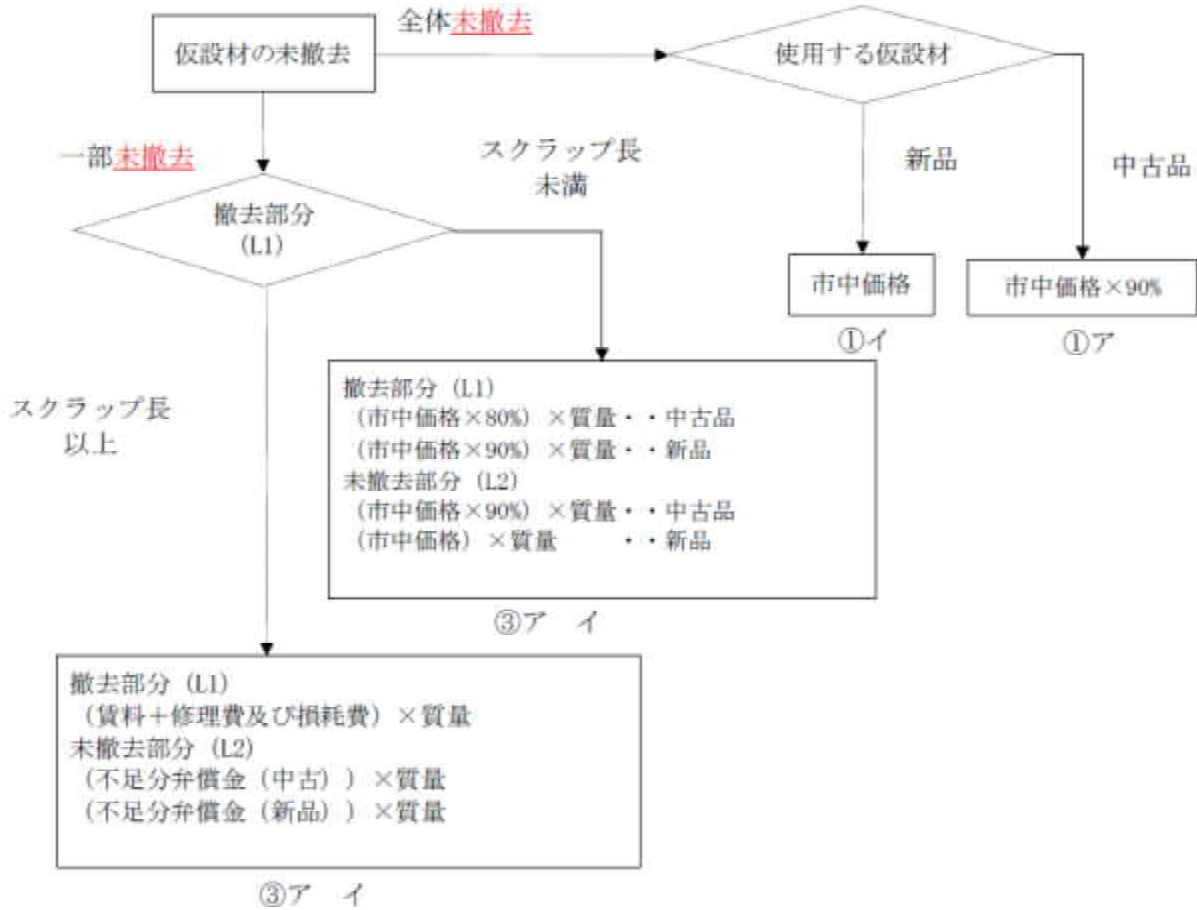 全体未撤去
仮設材の未撤去
使用する仮設材
一部未撤去
スクラップ長
未満
新品
中古品
撤去部分
(L1)
市中価格
市中価格×90%
①イ
①ア
スクラップ長
以上
撤去部分 (L1)
(市中価格×80%) ×質量・・中古品
(市中価格×90%) ×質量・・新品
未撤去部分 (L2)
(市中価格×90%) ×質量・・中古品
(市中価格) ×質量 ・・新品
③ア イ
撤去部分 (L1)
(賃料+修理費及び損耗費) ×質量
未撤去部分 (L2)
(不足分弁償金 (中古) ) ×質量
(不足分弁償金 (新品) ) ×質量
③ア イ